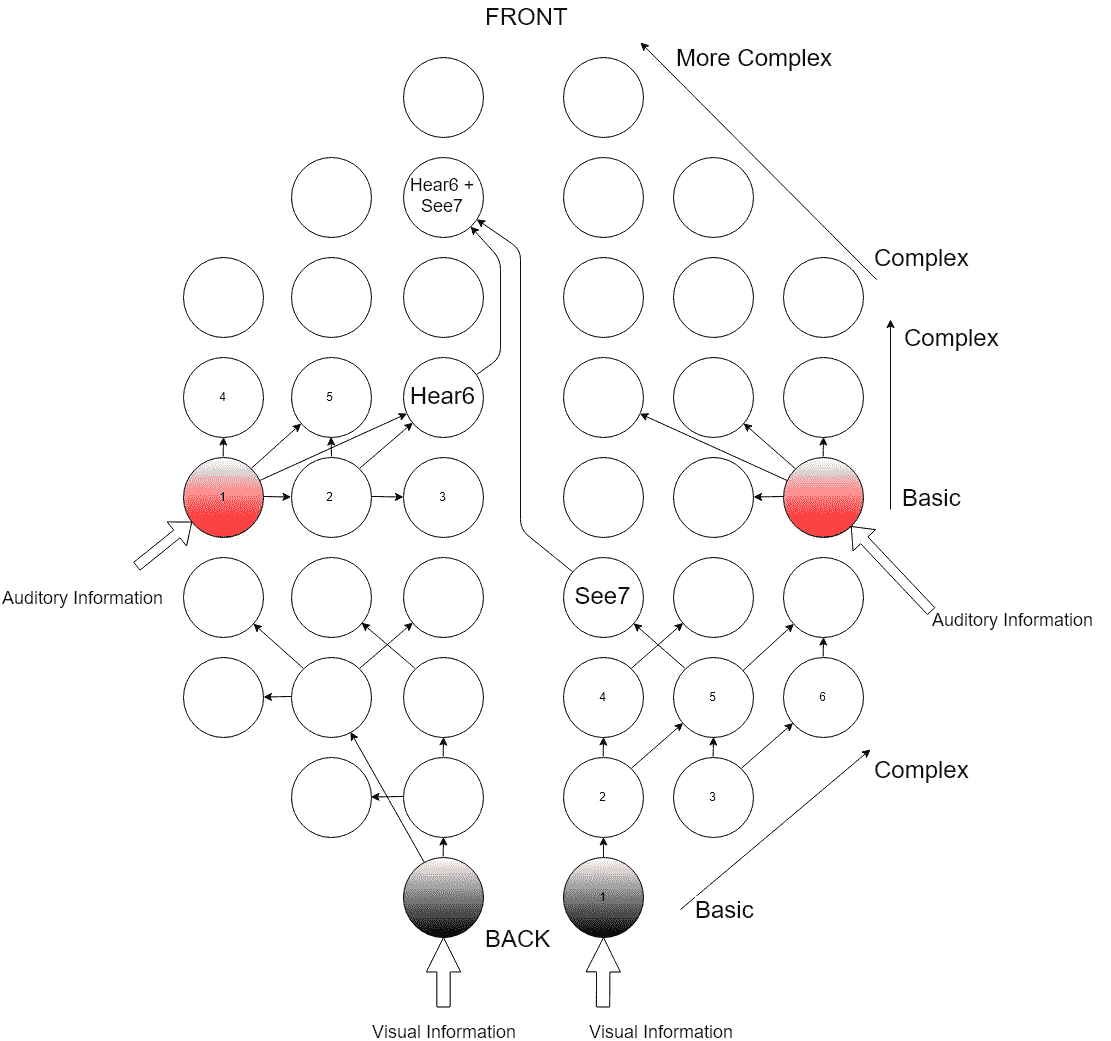 FRONT
More Complex
Hear6 +
See7
Complex
Complex
4
5
Hear6
1
2
3
Basic
Auditory Information
See7
Auditory Information
4
5
6
2
3
Complex
1
Basic
BACK
Visual Information
Visual Information